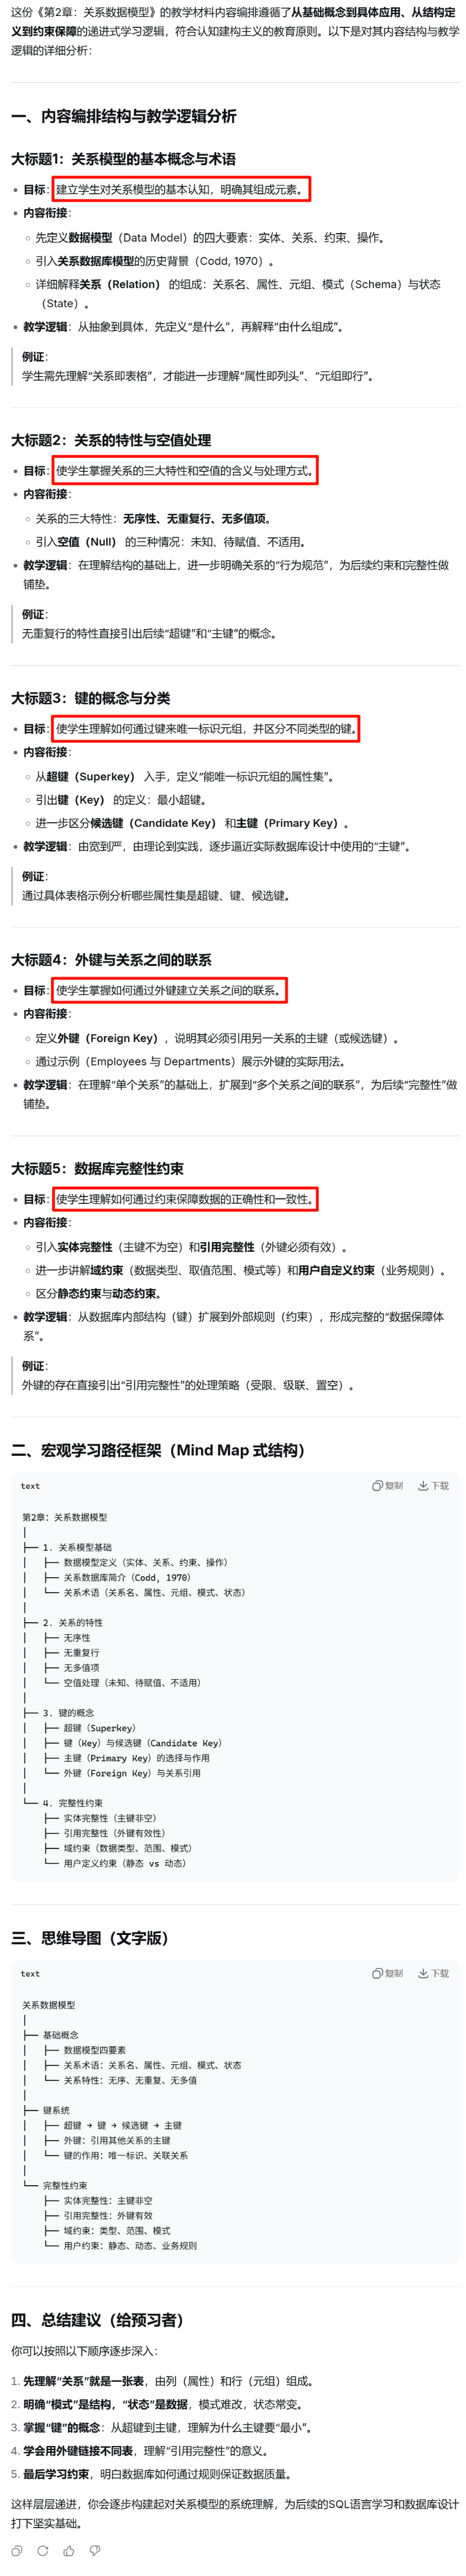 这份《第2章：关系数据模型》的教学材料内容编排遵循了从基础概念到具体应用、从结构定
义到约束保障的递进式学习逻辑，符合认知建构主义的教育原则。以下是对其内容结构与教学
逻辑的详细分析：
一、内容编排结构与教学逻辑分析
大标题1：关系模型的基本概念与术语
• 目标：建立学生对关系模型的基本认知，明确其组成元素。
• 内容衔接：
◦ 先定义数据模型（Data Model）的四大要素：实体、关系、约束、操作。
◦ 引入关系数据库模型的历史背景（Codd, 1970）。
◦ 详细解释关系（Relation） 的组成：关系名、属性、元组、模式（Schema）与状态
（State）。
• 教学逻辑：从抽象到具体，先定义“是什么”，再解释“由什么组成”。
例证：
学生需先理解“关系即表格”，才能进一步理解“属性即列头”、“元组即行”。
大标题2：关系的特性与空值处理
• 目标：使学生掌握关系的三大特性和空值的含义与处理方式。
• 内容衔接：
◦ 关系的三大特性：无序性、无重复行、无多值项。
◦ 引入空值（Null） 的三种情况：未知、待赋值、不适用。
• 教学逻辑：在理解结构的基础上，进一步明确关系的“行为规范”，为后续约束和完整性做
铺垫。
例证：
无重复行的特性直接引出后续“超键”和“主键”的概念。
大标题3：键的概念与分类
• 目标：使学生理解如何通过键来唯一标识元组，并区分不同类型的键。
• 内容衔接：
◦ 从超键（Superkey） 入手，定义“能唯一标识元组的属性集”。
◦ 引出键（Key） 的定义：最小超键。
◦ 进一步区分候选键（Candidate Key） 和主键（Primary Key）。
• 教学逻辑：由宽到严，由理论到实践，逐步逼近实际数据库设计中使用的“主键”。
例证：
通过具体表格示例分析哪些属性集是超键、键、候选键。
大标题4：外键与关系之间的联系
• 目标：使学生掌握如何通过外键建立关系之间的联系。
• 内容衔接：
◦ 定义外键（Foreign Key），说明其必须引用另一关系的主键（或候选键）。
◦ 通过示例（Employees 与 Departments）展示外键的实际用法。
• 教学逻辑：在理解“单个关系”的基础上，扩展到“多个关系之间的联系”，为后续“完整性”做
铺垫。
大标题5：数据库完整性约束
• 目标：使学生理解如何通过约束保障数据的正确性和一致性。
• 内容衔接：
◦ 引入实体完整性（主键不为空）和引用完整性（外键必须有效）。
◦ 进一步讲解域约束（数据类型、取值范围、模式等）和用户自定义约束（业务规则）。
◦ 区分静态约束与动态约束。
• 教学逻辑：从数据库内部结构（键）扩展到外部规则（约束），形成完整的“数据保障体
系”。
例证：
外键的存在直接引出“引用完整性”的处理策略（受限、级联、置空）。
二、宏观学习路径框架（Mind Map 式结构）
text 复制 下载
第2章：关系数据模型
│
├── 1. 关系模型基础
│   ├── 数据模型定义（实体、关系、约束、操作）
│   ├── 关系数据库简介（Codd, 1970）
│   └── 关系术语（关系名、属性、元组、模式、状态）
│
├── 2. 关系的特性
│   ├── 无序性
│   ├── 无重复行
│   ├── 无多值项
│   └── 空值处理（未知、待赋值、不适用）
│
├── 3. 键的概念
│   ├── 超键（Superkey）
│   ├── 键（Key）与候选键（Candidate Key）
│   ├── 主键（Primary Key）的选择与作用
│   └── 外键（Foreign Key）与关系引用
│
└── 4. 完整性约束
    ├── 实体完整性（主键非空）
    ├── 引用完整性（外键有效性）
    ├── 域约束（数据类型、范围、模式）
    └── 用户定义约束（静态 vs 动态）
三、思维导图（文字版）
text 复制 下载
关系数据模型
│
├── 基础概念
│   ├── 数据模型四要素
│   ├── 关系术语：关系名、属性、元组、模式、状态
│   └── 关系特性：无序、无重复、无多值
│
├── 键系统
│   ├── 超键 → 键 → 候选键 → 主键
│   ├── 外键：引用其他关系的主键
│   └── 键的作用：唯一标识、关联关系
│
└── 完整性约束
    ├── 实体完整性：主键非空
    ├── 引用完整性：外键有效
    ├── 域约束：类型、范围、模式
    └── 用户约束：静态、动态、业务规则
四、总结建议（给预习者）
你可以按照以下顺序逐步深入：
1. 先理解“关系”就是一张表，由列（属性）和行（元组）组成。
2. 明确“模式”是结构，“状态”是数据，模式难改，状态常变。
3. 掌握“键”的概念：从超键到主键，理解为什么主键要“最小”。
4. 学会用外键链接不同表，理解“引用完整性”的意义。
5. 最后学习约束，明白数据库如何通过规则保证数据质量。
这样层层递进，你会逐步构建起对关系模型的系统理解，为后续的SQL语言学习和数据库设计
打下坚实基础。